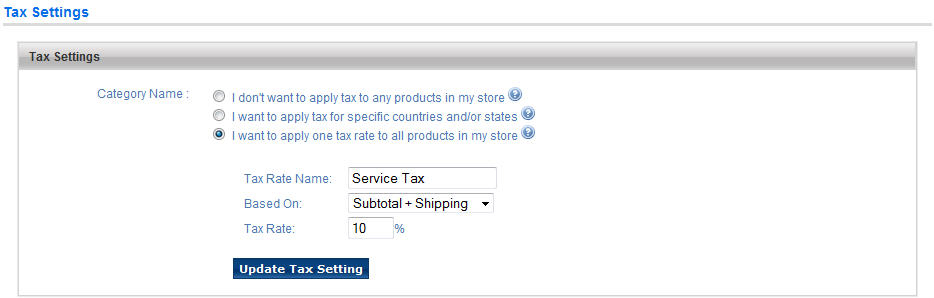 Tax Settings
Tax Settings
Category Name :
I don't want to apply tax to any products in my store ?
I want to apply tax for specific countries and/or states ?
I want to apply one tax rate to all products in my store ?
Tax Rate Name: Service Tax
Based On: Subtotal + Shipping
Tax Rate: 10 %
Update Tax Setting